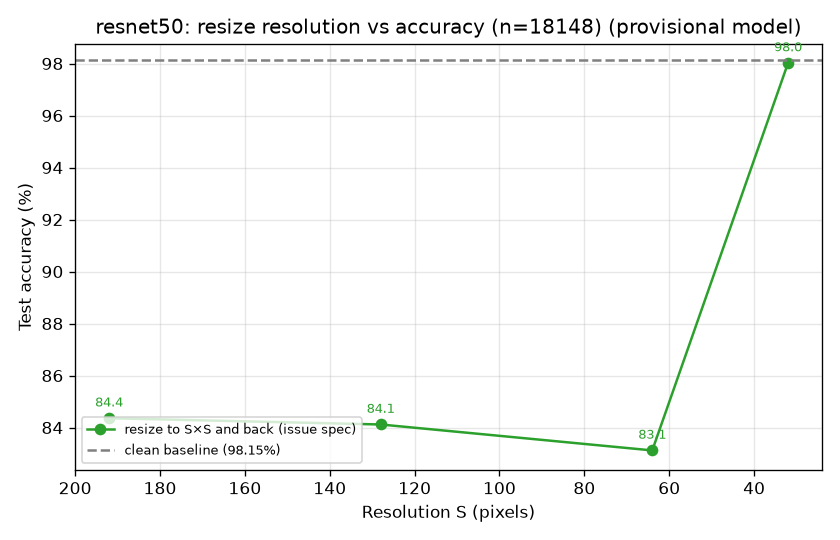 resnet50: resize resolution vs accuracy (n=18148) (provisional model)
98.0
98
96
94
92
90
88
86
84
Test accuracy (%)
84.4
84.1
83.1
resize to S×S and back (issue spec)
clean baseline (98.15%)
200 180 160 140 120 100 80 60 40
Resolution S (pixels)